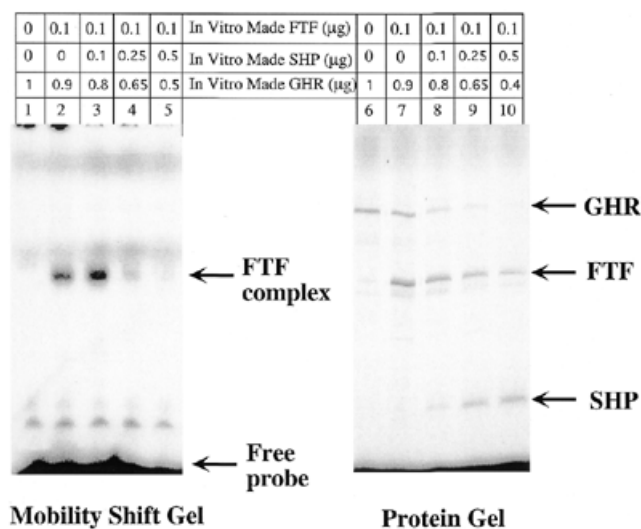 0 0.1 0.1 0.1 0.1 In Vitro Made FTF (µg) 0 0.1 0.1 0.1 0.1
0 0 0.1 0.25 0.5 In Vitro Made SHP (µg) 0 0 0.1 0.25 0.5
1 0.9 0.8 0.65 0.5 In Vitro Made GHR (µg) 1 0.9 0.8 0.65 0.4
1 2 3 4 5 6 7 8 9 10
GHR
FTF
complex
FTF
SHP
Free
probe
Mobility Shift Gel
Protein Gel